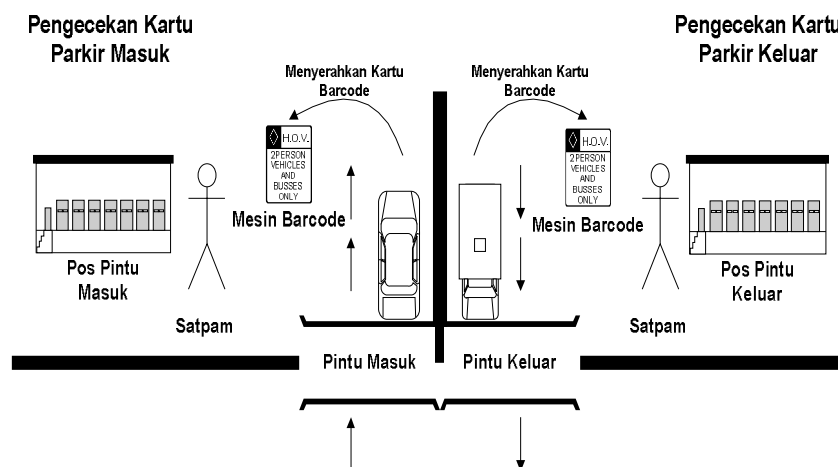 Pengecekan Kartu
Parkir Masuk
Pengecekan Kartu
Parkir Keluar
Menyerahkan Kartu
Barcode
Menyerahkan Kartu
Barcode
H.O.V.
2PERSON
VEHICLES
AND
BUSSES
ONLY
H.O.V.
2PERSON
VEHICLES
AND
BUSSES
ONLY
Mesin Barcode
Mesin Barcode
Pos Pintu
Masuk
Pos Pintu
Keluar
Satpam
Satpam
Pintu Masuk
Pintu Keluar